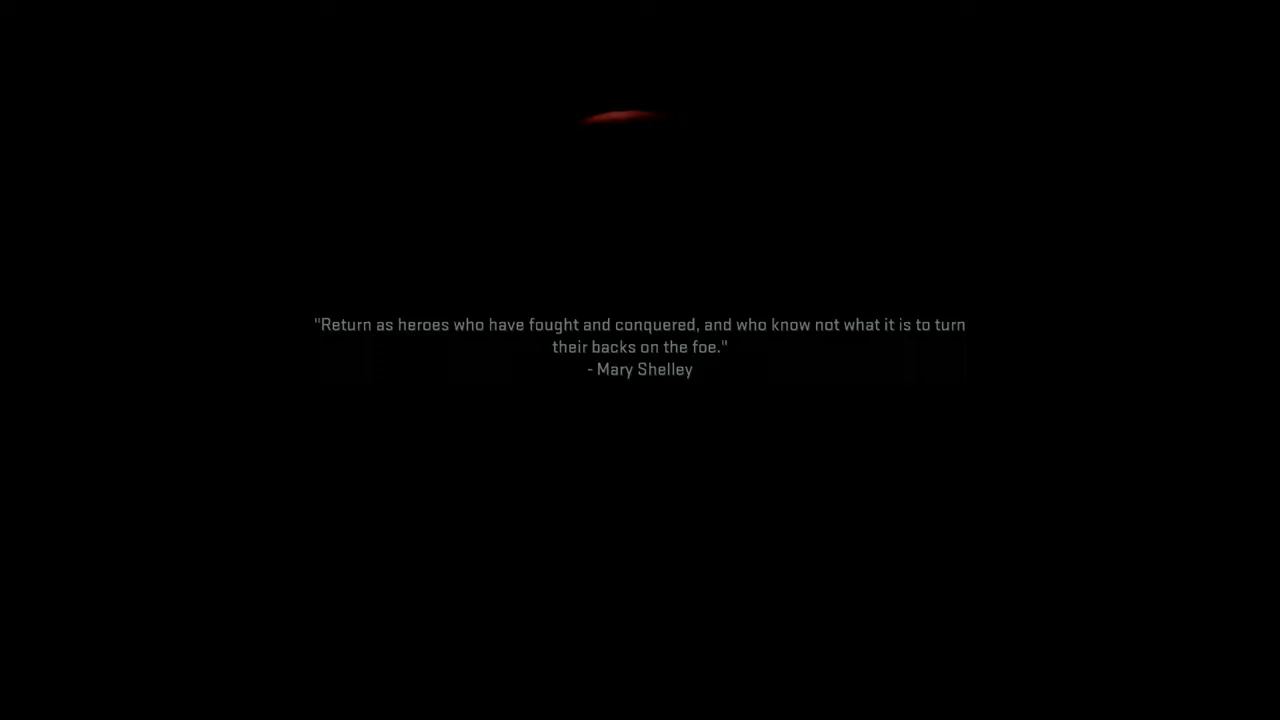 "Return as heroes who have fought and conquered, and who know not what it is to turn
their backs on the foe."
- Mary Shelley